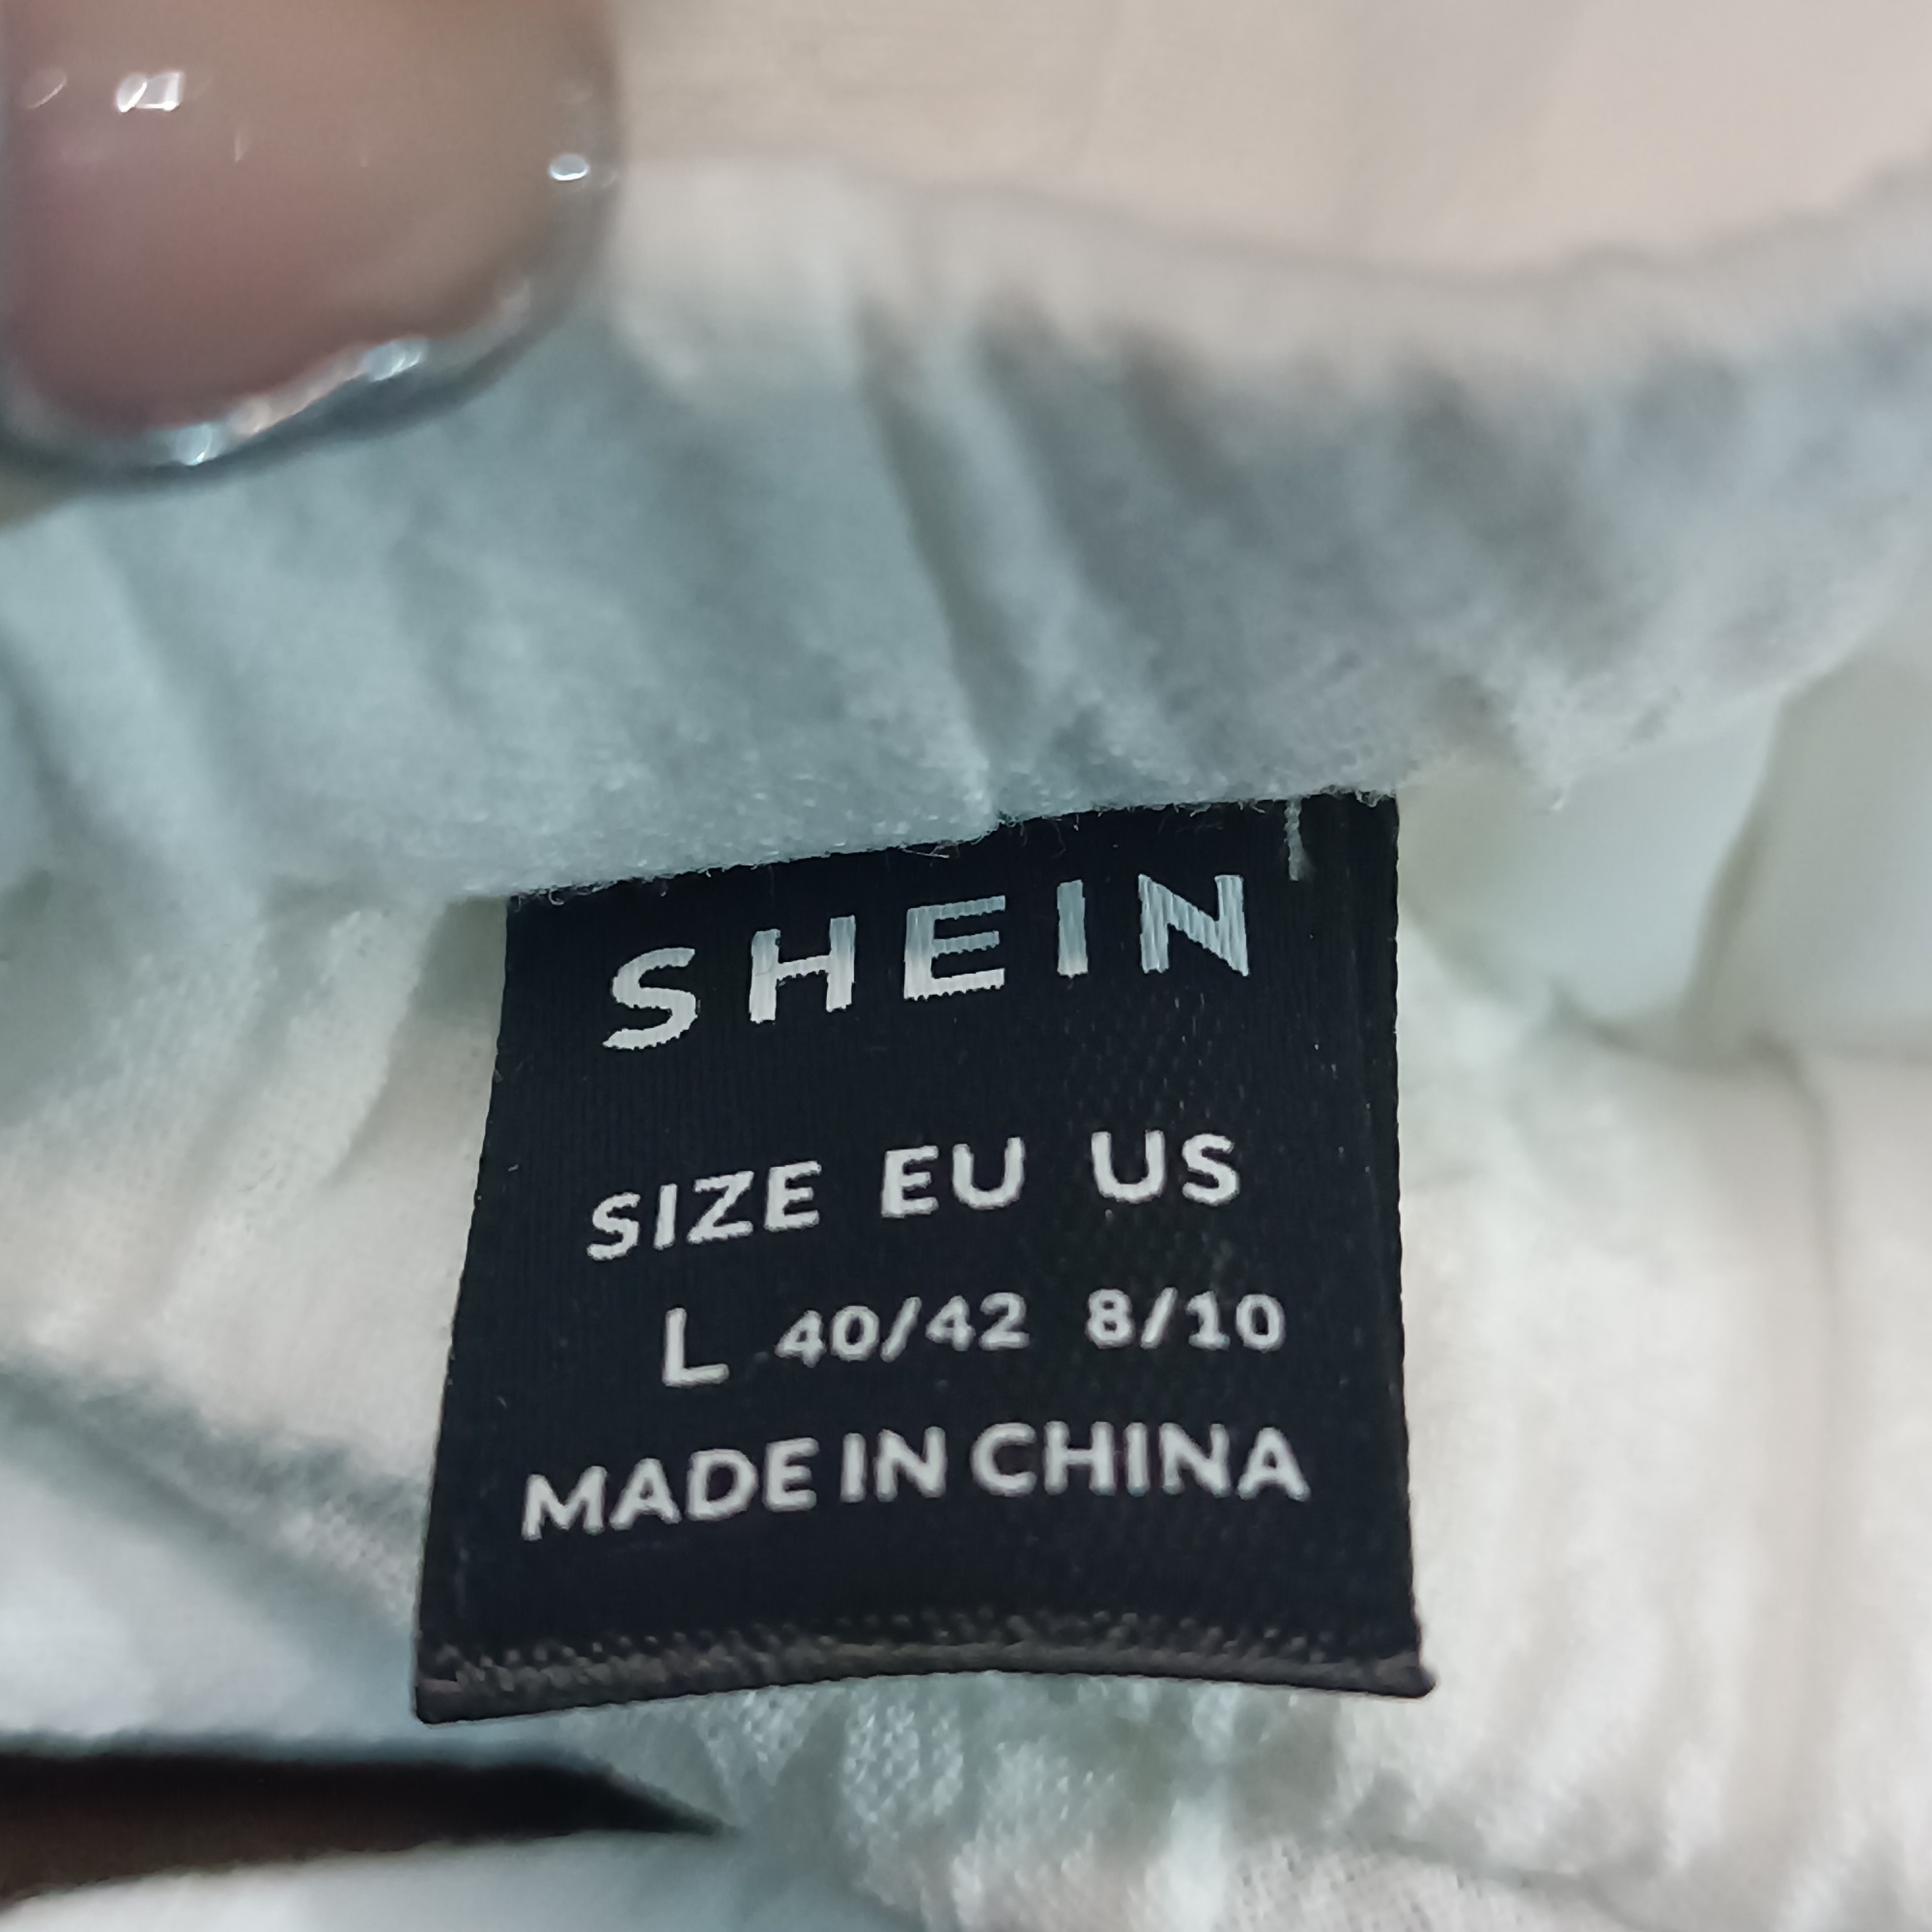 SHEIN
SIZE EU US
L 40/42 8/10
MADE IN CHINA